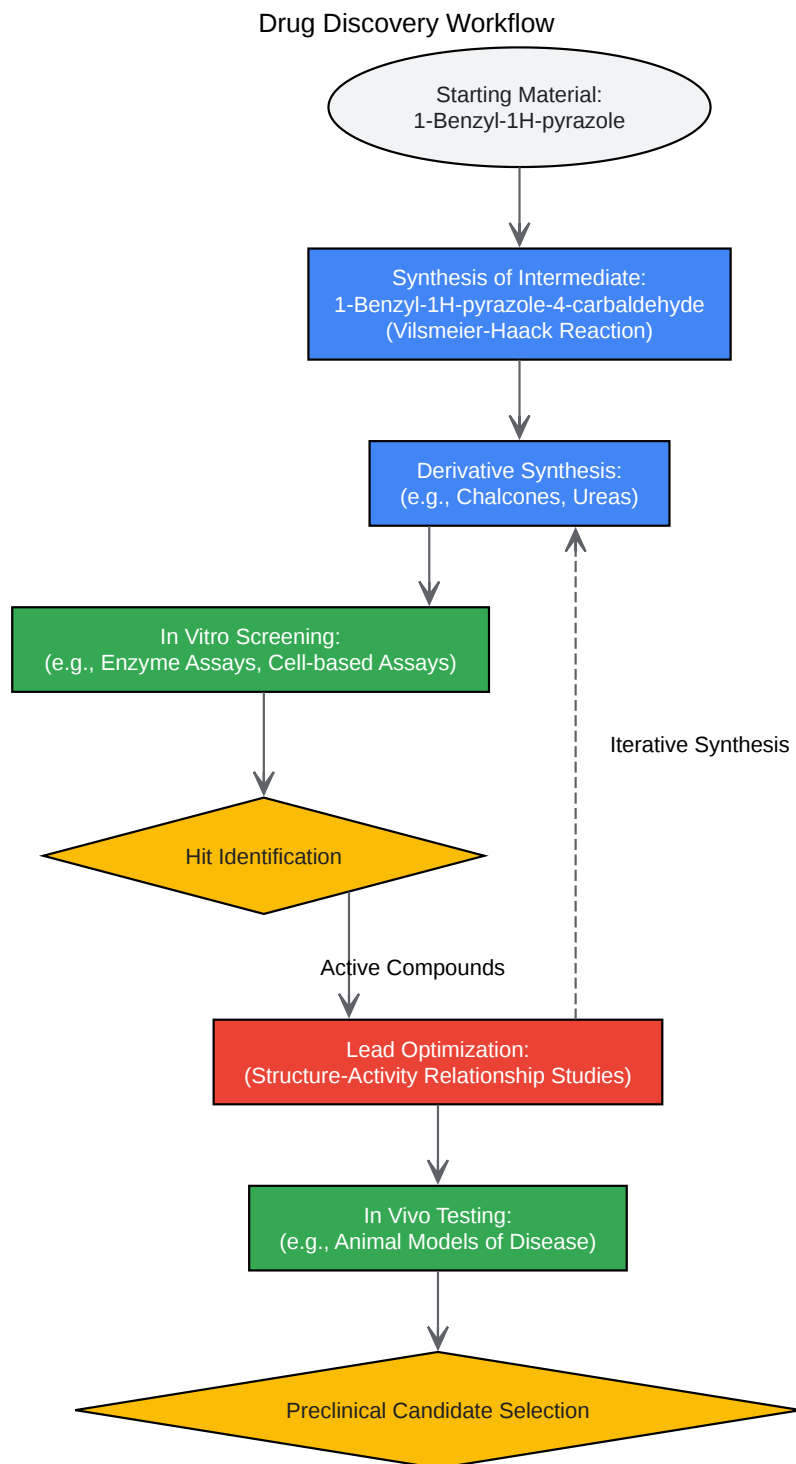 Drug Discovery Workflow
Starting Material:
1-Benzyl-1H-pyrazole
Synthesis of Intermediate:
1-Benzyl-1H-pyrazole-4-carbaldehyde
(Vilsmeier-Haack Reaction)
Derivative Synthesis:
(e.g., Chalcones, Ureas)
In Vitro Screening:
(e.g., Enzyme Assays, Cell-based Assays)
Iterative Synthesis
Hit Identification
Active Compounds
Lead Optimization:
(Structure-Activity Relationship Studies)
In Vivo Testing:
(e.g., Animal Models of Disease)
Preclinical Candidate Selection